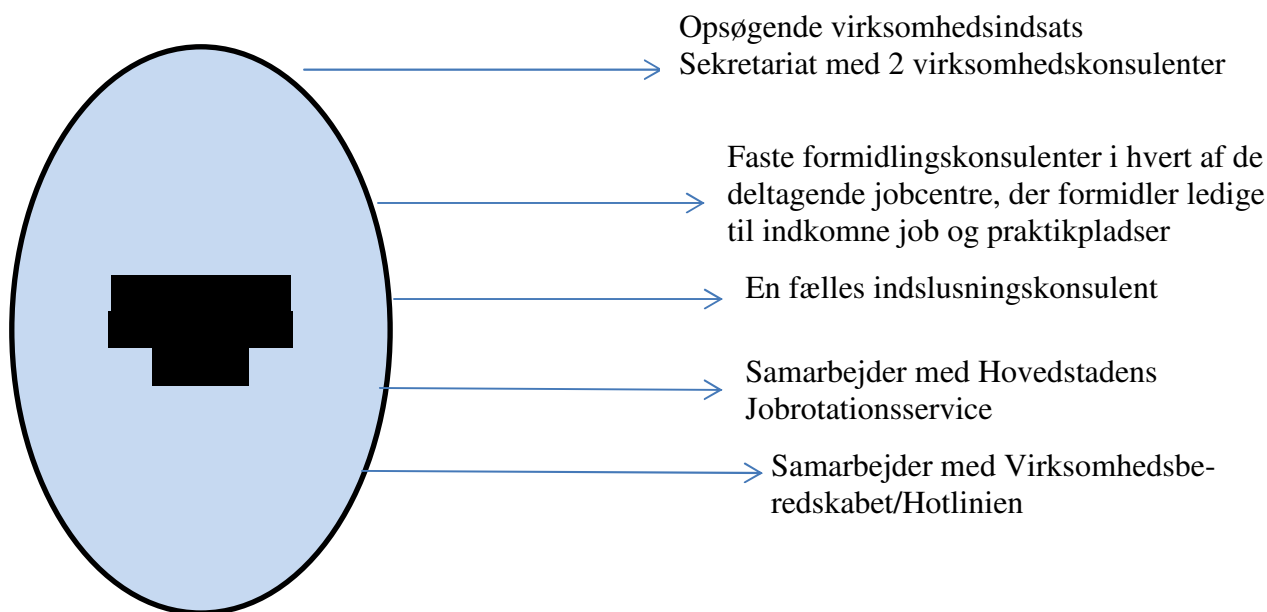 Opsøgende virksomhedsindsats
Sekretariat med 2 virksomhedskonsulenter
Faste formidlingskonsulenter i hvert af de
deltagende jobcentre, der formidler ledige
til indkomne job og praktikpladser
En fælles indslusningskonsulent
Samarbejder med Hovedstadens
Jobrotationsservice
Samarbejder med Virksomhedsbe-
redskabet/Hotlinien